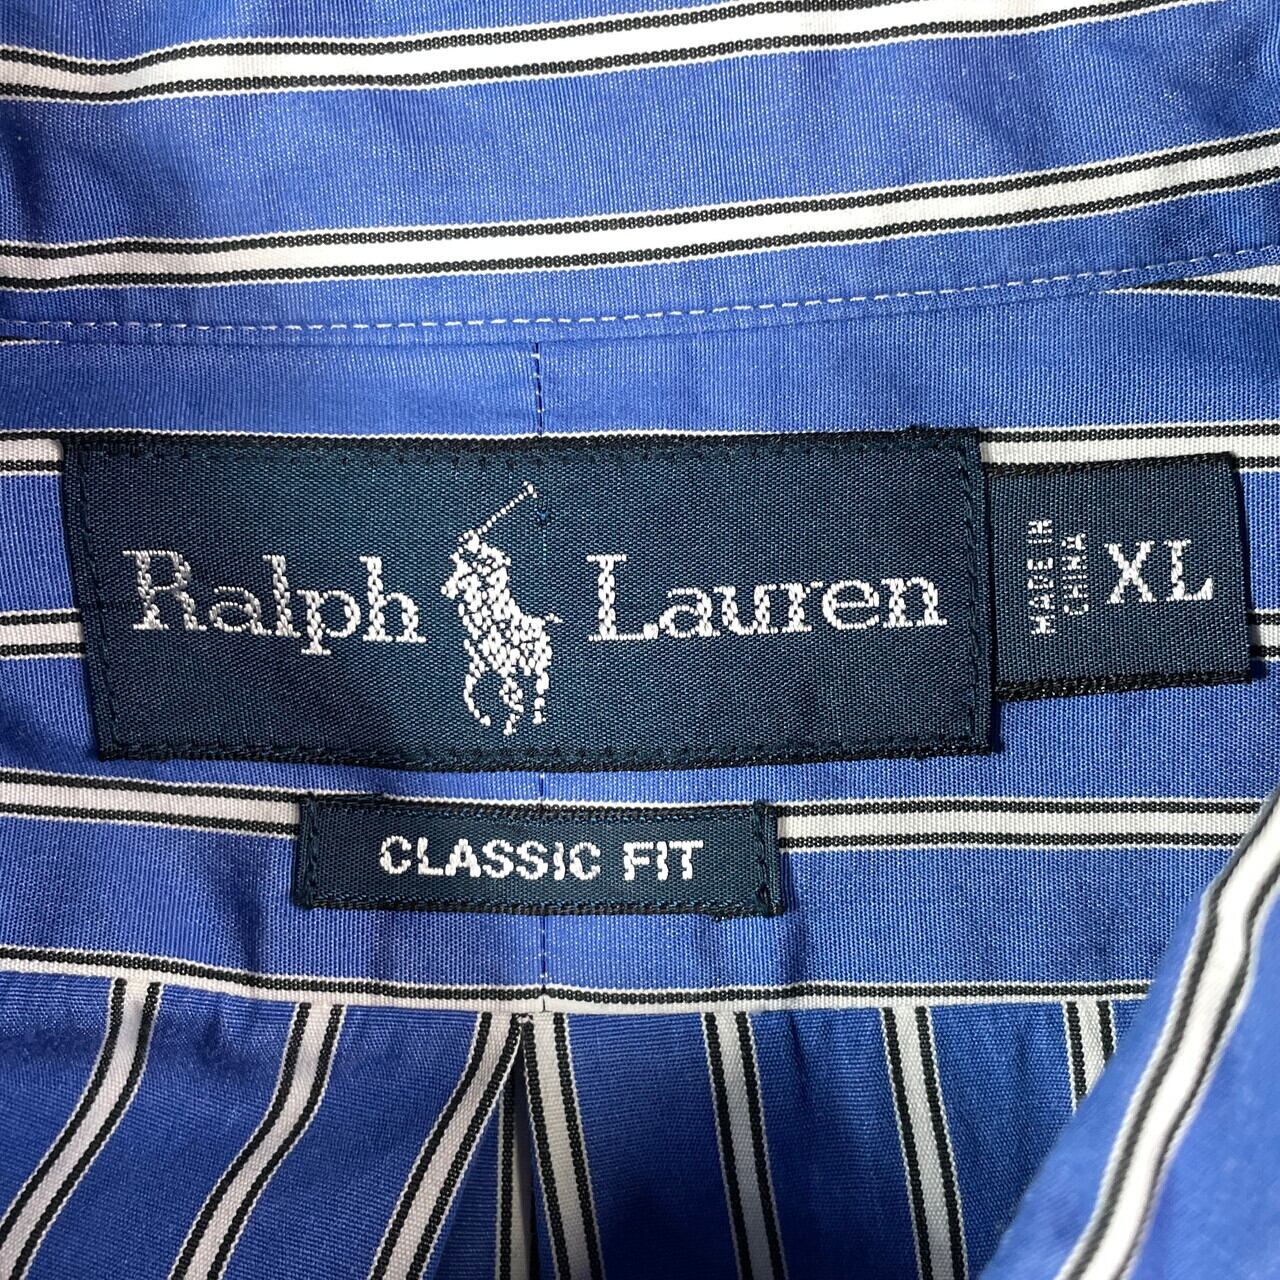 Ralph Lauren
MADE IN
CHINA
XL
CLASSIC FIT